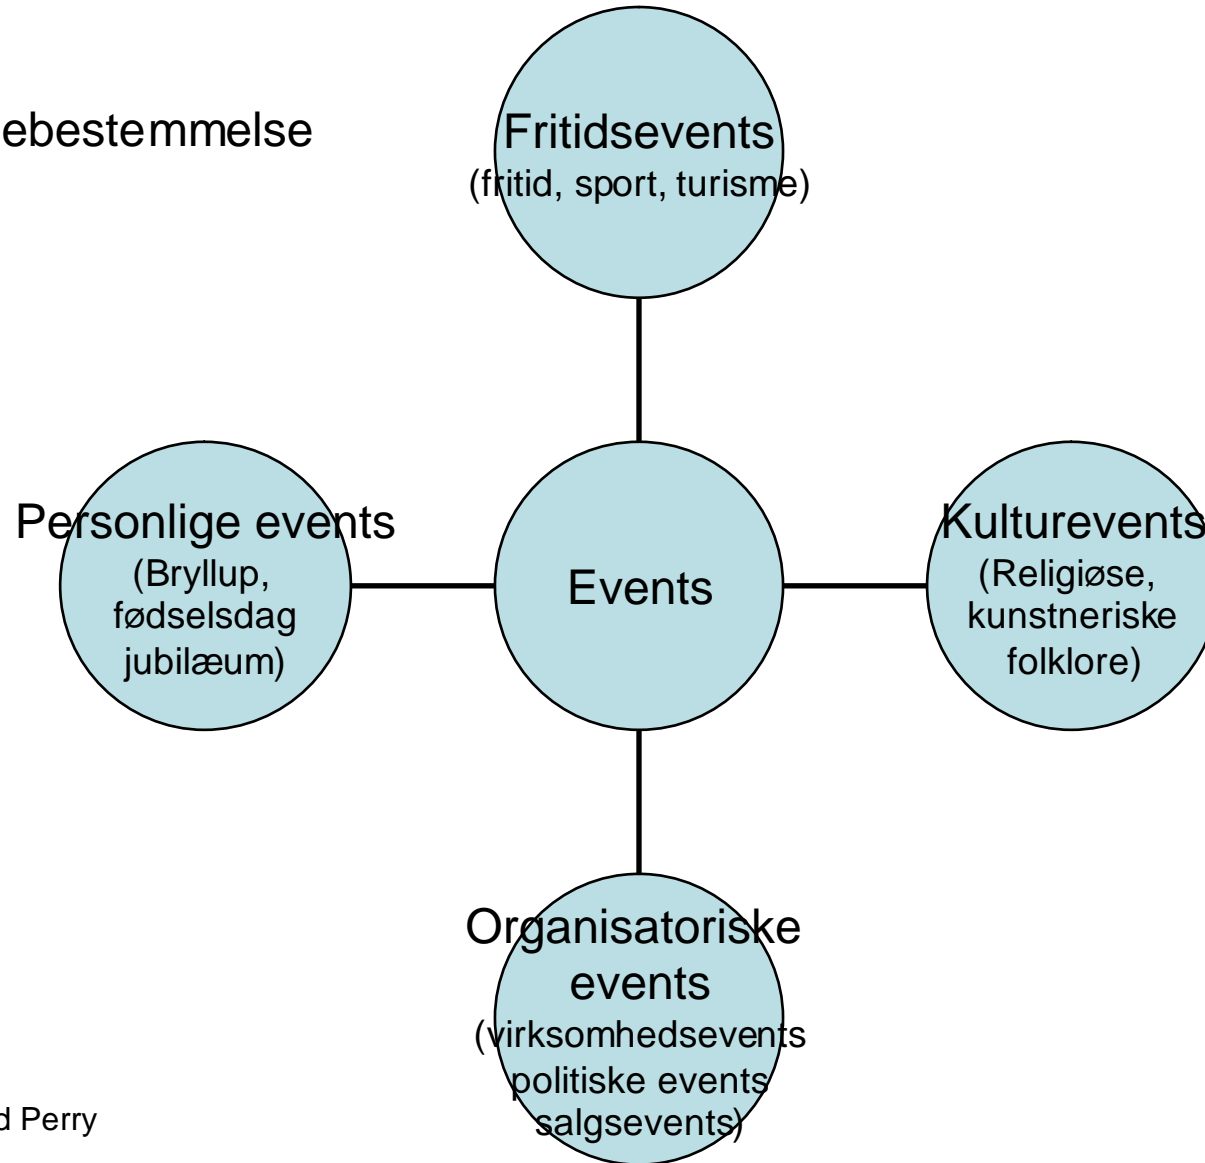 ebestemmelse
Fritidsevents
(fritid, sport, turisme)
Personlige events
(Bryllup,
fødselsdag
jubilæum)
Events
Kulturevents
(Religiøse,
kunstneriske
folklore)
Organisatoriske
events
(virksomhedsevents
politiske events
salgsevents)
d Perry